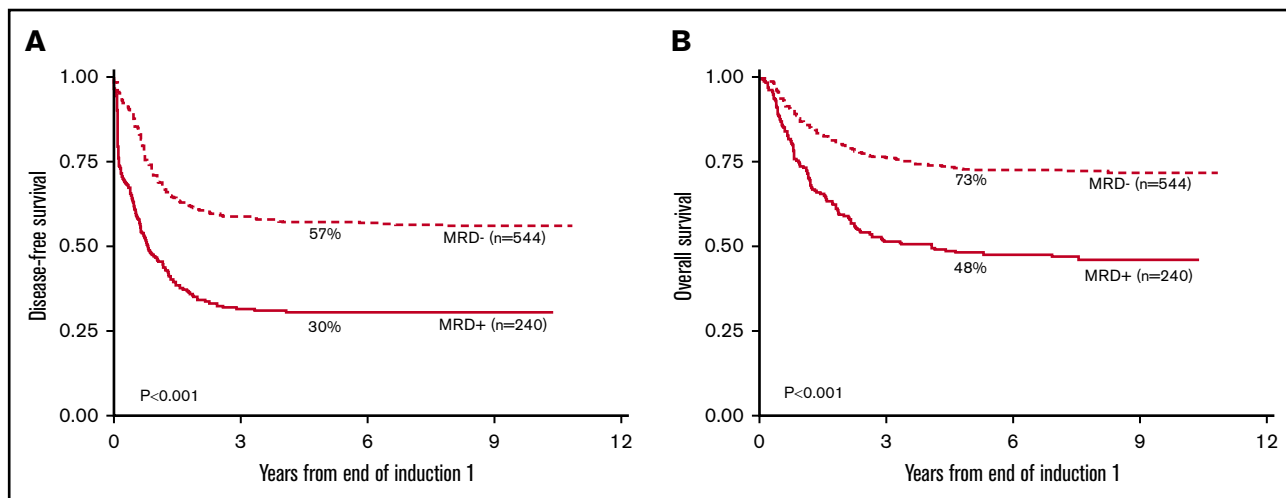 A
1.00
0.75
0.50
0.25
0.00
Disease-free survival
57%
MRD- (n=544)
30%
MRD+ (n=240)
P<0.001
0 3 6 9 12
Years from end of induction 1
B
1.00
0.75
0.50
0.25
0.00
Overall survival
73%
MRD- (n=544)
48%
MRD+ (n=240)
P<0.001
0 3 6 9 12
Years from end of induction 1